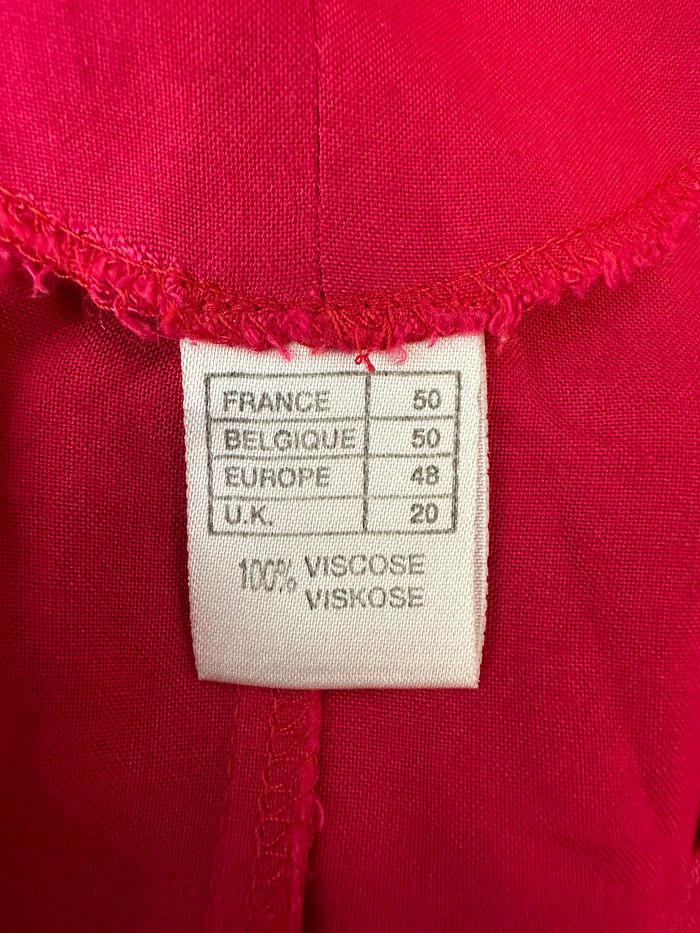 FRANCE 50
BELGIQUE 50
EUROPE 48
U.K. 20
100% VISCOSE
VISKOSE